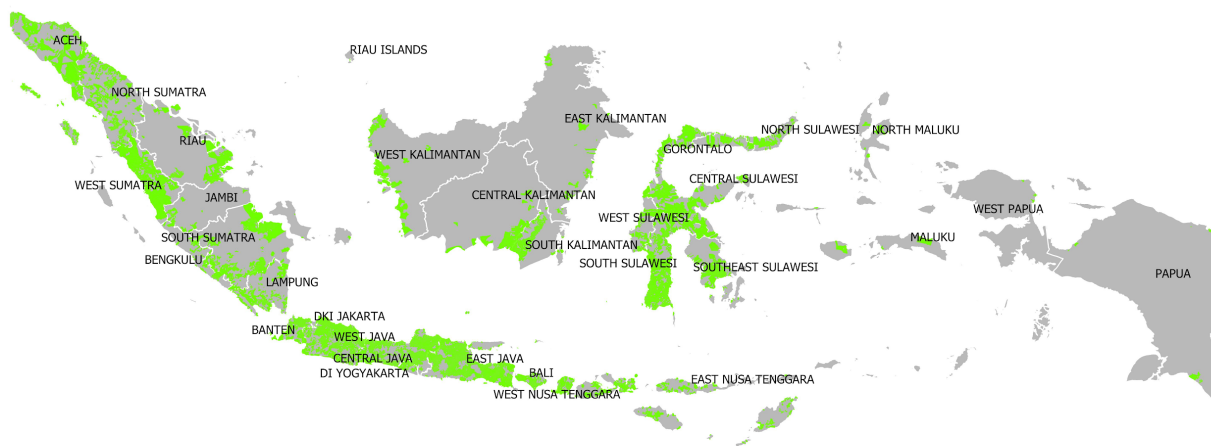 ACEH
RIAU ISLANDS
NORTH SUMATRA
EAST KALIMANTAN
NORTH SULAWESI
NORTH MALUKU
RIAU
GORONTALO
WEST KALIMANTAN
CENTRAL SULAWESI
WEST SUMATRA
JAMBI
CENTRAL KALIMANTAN
WEST PAPUA
WEST SULAWESI
SOUTH SUMATRA
MALUKU
SOUTH KALIMANTAN
BENGKULU
SOUTH SULAWESI
SOUTHEAST SULAWESI
PAPUA
LAMPUNG
DKI JAKARTA
BANTEN
WEST JAVA
CENTRAL JAVA
EAST JAVA
DI YOGYAKARTA
BALI
EAST NUSA TENGGARA
WEST NUSA TENGGARA